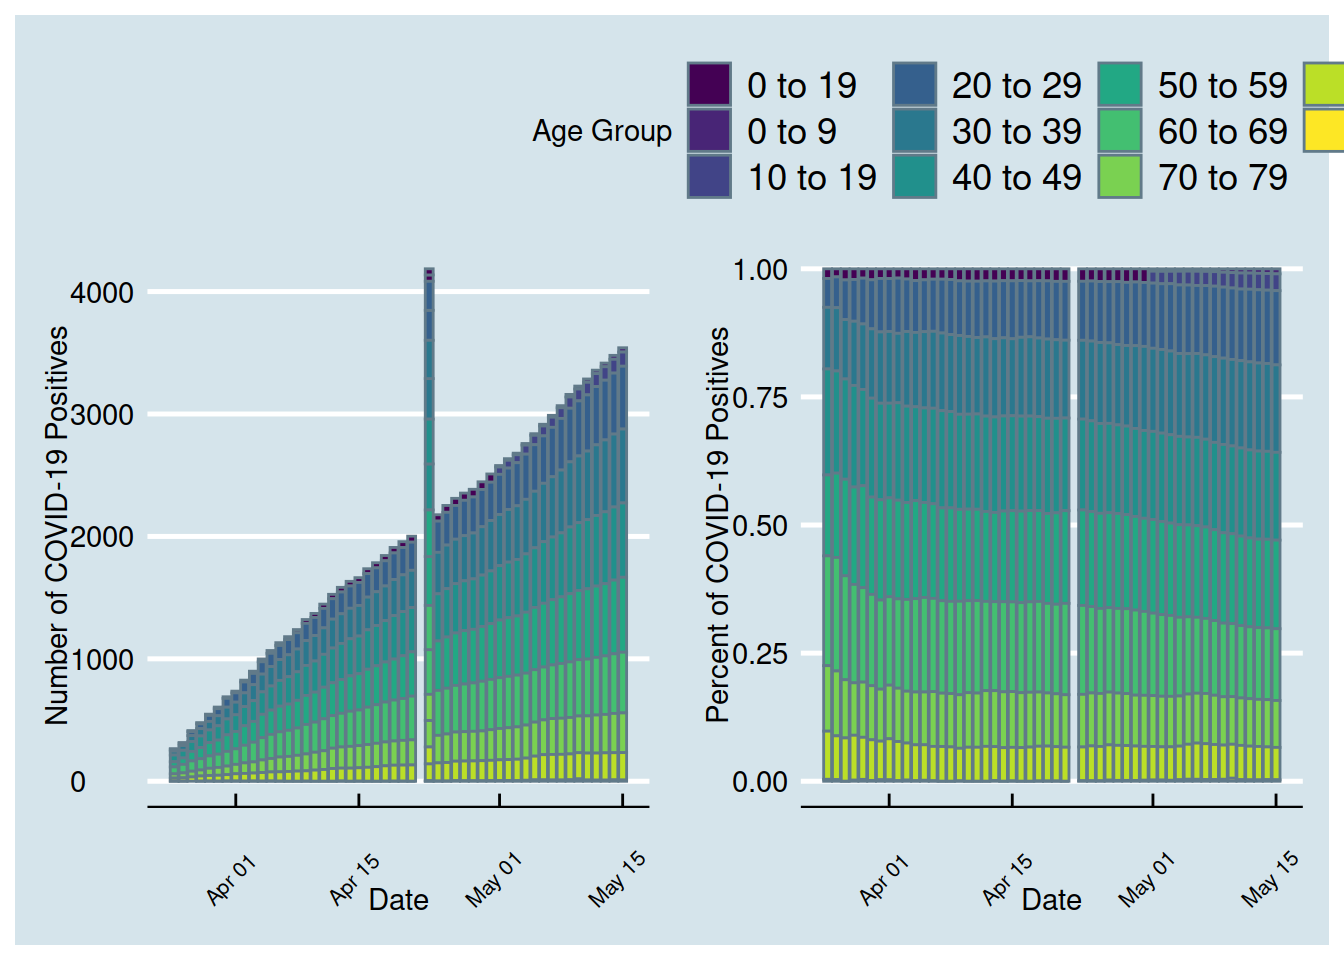 Age Group
0 to 19
0 to 9
10 to 19
20 to 29
30 to 39
40 to 49
50 to 59
60 to 69
70 to 79
Number of COVID-19 Positives
4000
3000
2000
1000
0
Apr 01
Apr 15
May 01
May 15
Date
Percent of COVID-19 Positives
1.00
0.75
0.50
0.25
0.00
Apr 01
Apr 15
May 01
May 15
Date